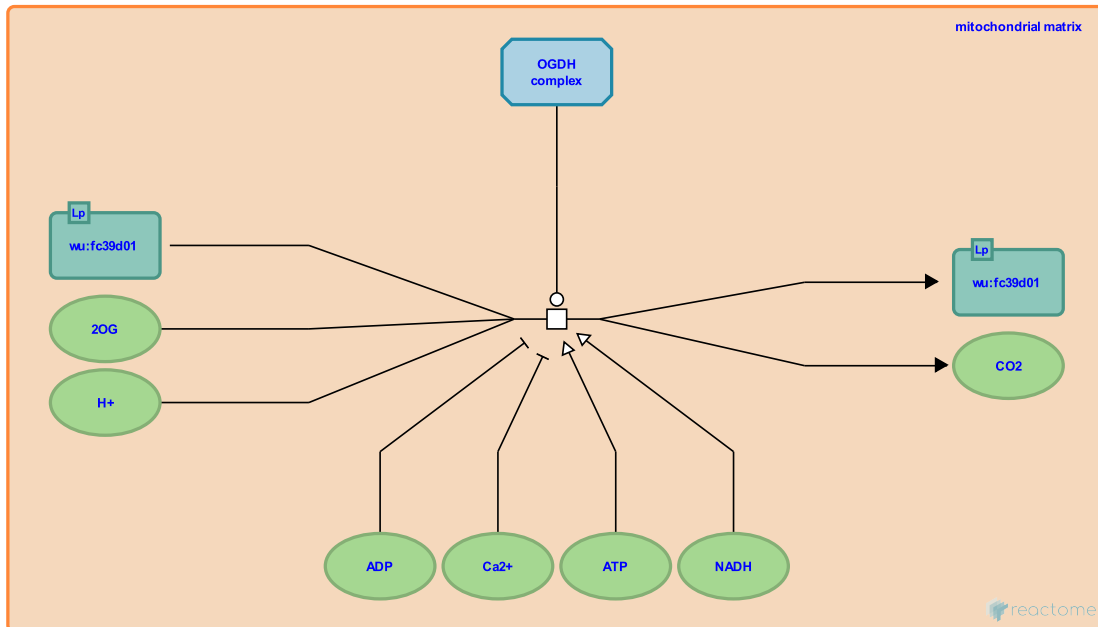 mitochondrial matrix
OGDH
complex
Lp
wu:fc39d01
Lp
wu:fc39d01
2OG
CO2
H+
ADP
Ca2+
ATP
NADH
reactome